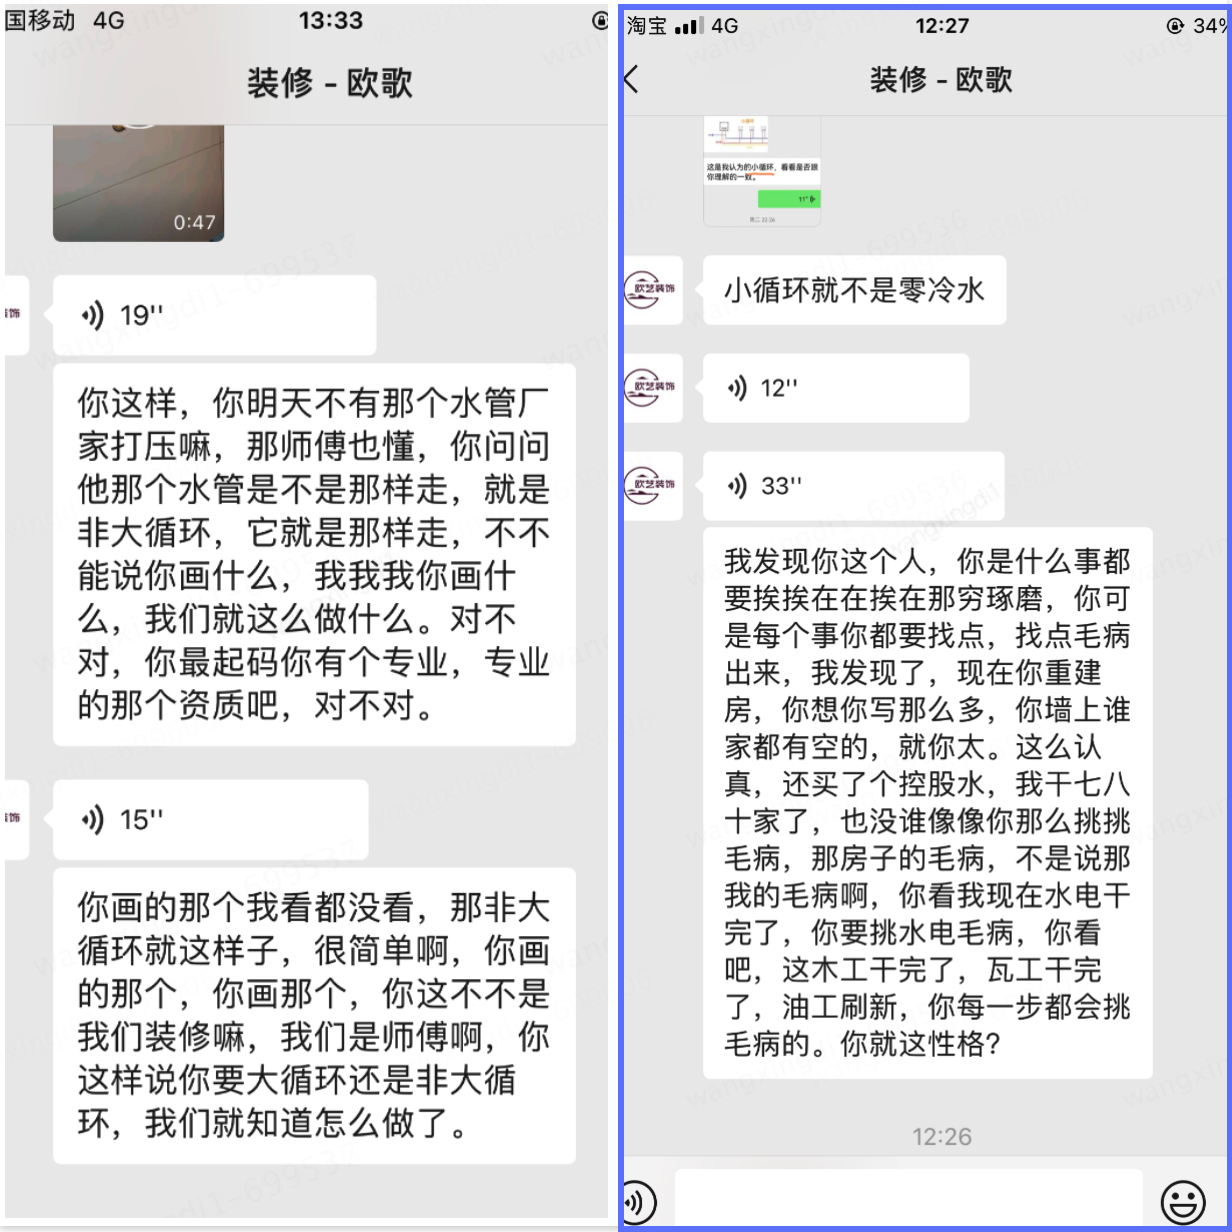 国移动 4G 13:33
装修 - 欧歌
0:47
装饰
19''
你这样，你明天不有那个水管厂
家打压嘛，那师傅也懂，你问问
他那个水管是不是那样走，就是
非大循环，它就是那样走，不不
能说你画什么，我我我你画什
么，我们就这么做什么。对不
对，你最起码你有个专业，专业
的那个资质吧，对不对。
装饰
15''
你画的那个我看都没看，那非大
循环就这样子，很简单啊，你画
的那个，你画那个，你这不不是
我们装修嘛，我们是师傅啊，你
这样说你要大循环还是非大循
环，我们就知道怎么做了。
淘宝 4G 12:27 34%
装修 - 欧歌
小循环
这是我认为的小循环，看看是否跟
你理解的一致。
11''
周二 22:26
欧艺装饰
小循环就不是零冷水
欧艺装饰
12''
欧艺装饰
33''
我发现你这个人，你是什么事都
要挨挨在在挨在那穷琢磨，你可
是每个事你都要找点，找点毛病
出来，我发现了，现在你重建
房，你想你写那么多，你墙上谁
家都有空的，就你太。这么认
真，还买了个控股水，我干七八
十家了，也没谁像像你那么挑挑
毛病，那房子的毛病，不是说那
我的毛病啊，你看我现在水电干
完了，你要挑水电毛病，你看
吧，这木工干完了，瓦工干完
了，油工刷新，你每一步都会挑
毛病的。你就这性格?
12:26